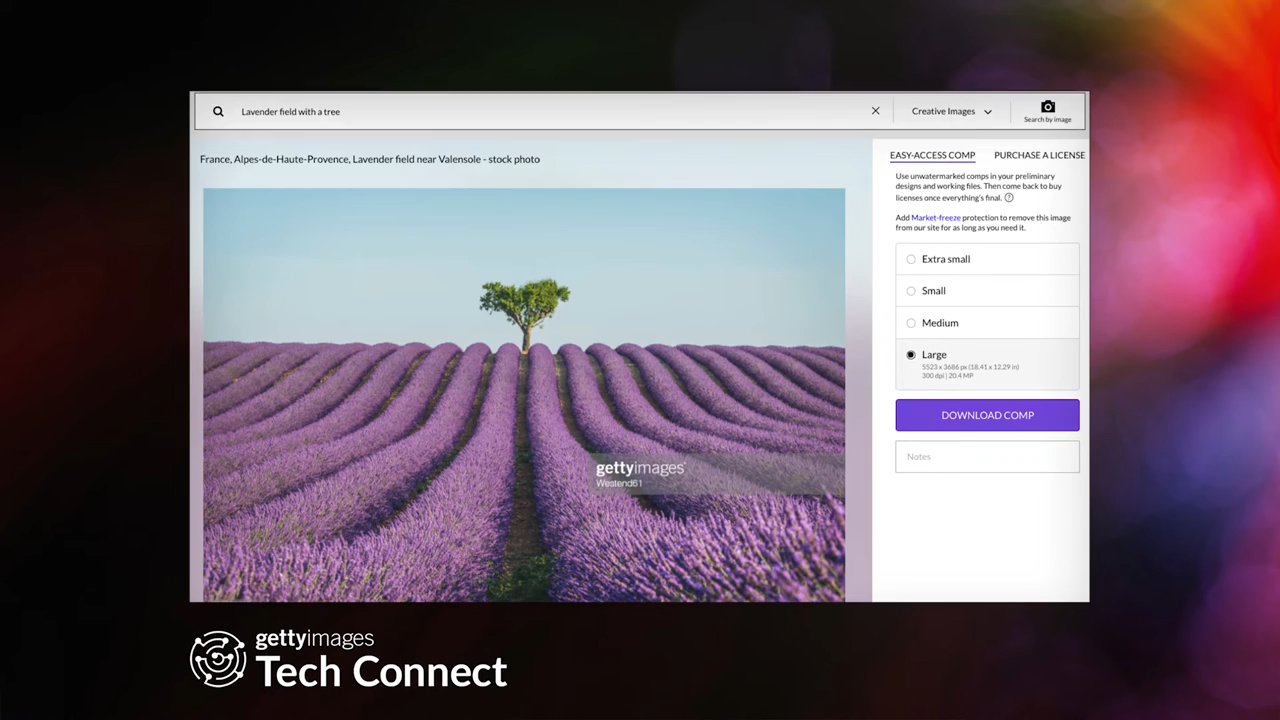 Lavender field with a tree
Creative Images
Search by image
France, Alpes-de-Haute-Provence, Lavender field near Valensole - stock photo
EASY-ACCESS COMP PURCHASE A LICENSE
Use unwatermarked comps in your preliminary
designs and working files. Then come back to buy
licenses once everything's final. ?
Add Market-freeze protection to remove this image
from our site for as long as you need it.
Extra small
Small
Medium
Large
5523 x 3686 px (18.41 x 12.29 in)
300 dpi | 20.4 MP
DOWNLOAD COMP
Notes
gettyimages®
Westend61
gettyimages
Tech Connect